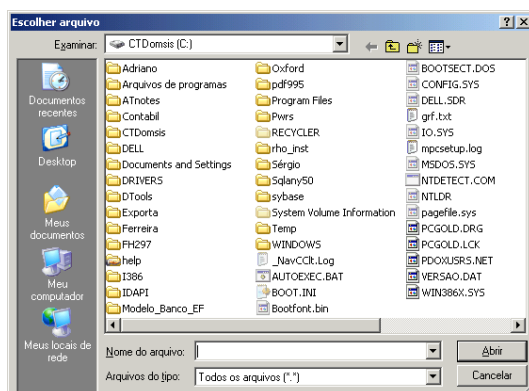 Escolher arquivo
Examinar: CTDomsis (C:)
Documentos recentes
Desktop
Meus documentos
Meu computador
Meus locais de rede
Adriano
Arquivos de programas
ATnotes
Contabil
CTDomsis
DELL
Documents and Settings
DRIVERS
DTools
Exporta
Ferreira
FH297
help
I386
IDAPI
Modelo_Banco_EF
Oxford
pdf995
Program Files
Pwrs
RECYCLER
rho_inst
Sérgio
Sqlany50
sybase
System Volume Information
Temp
WINDOWS
_NavCClt.Log
AUTOEXEC.BAT
BOOT.INI
Bootfont.bin
BOOTSECT.DOS
CONFIG.SYS
DELL.SDR
grf.txt
IO.SYS
mpcsetup.log
MSDOS.SYS
NTDETECT.COM
NTLDR
pagefile.sys
PCGOLD.DRG
PCGOLD.LCK
PDOXUSRS.NET
VERSAO.DAT
WIN386X.SYS
Nome do arquivo:
Abrir
Arquivos do tipo: Todos os arquivos (*.*)
Cancelar